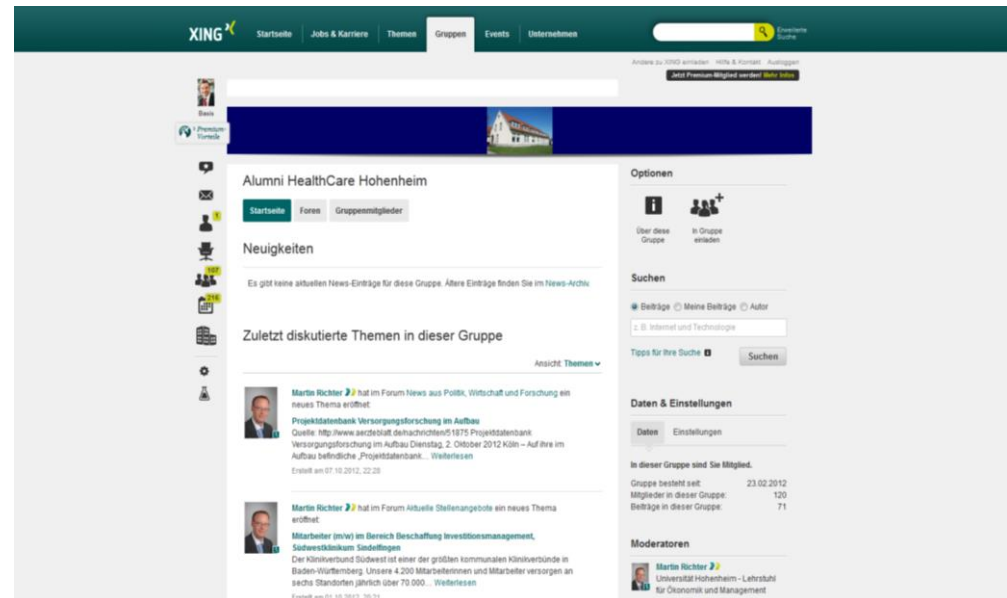 XING
Startseite
Jobs & Karriere
Themen
Gruppen
Events
Unternehmen
Erweiterte
Suche
Andere zu XING einladen
Hilfe & Kontakt
Ausloggen
Jetzt Premium-Mitglied werden! Mehr Infos
Basis
Premium-
Vorteile
1
107
216
Alumni HealthCare Hohenheim
Startseite
Foren
Gruppenmitglieder
Neuigkeiten
Es gibt keine aktuellen News-Einträge für diese Gruppe. Ältere Einträge finden Sie im News-Archiv.
Zuletzt diskutierte Themen in dieser Gruppe
Ansicht: Themen
Martin Richter hat im Forum News aus Politik, Wirtschaft und Forschung ein
neues Thema eröffnet:
Projektdatenbank Versorgungsforschung im Aufbau
Quelle: http://www.aerzteblatt.de/nachrichten/51875 Projektdatenbank
Versorgungsforschung im Aufbau Dienstag, 2. Oktober 2012 Köln – Auf ihre im
Aufbau befindliche „Projektdatenbank... Weiterlesen
Erstellt am 07.10.2012, 22:28
Martin Richter hat im Forum Aktuelle Stellenangebote ein neues Thema
eröffnet:
Mitarbeiter (m/w) im Bereich Beschaffung Investitionsmanagement,
Südwestklinikum Sindelfingen
Der Klinikverbund Südwest ist einer der größten kommunalen Klinikverbünde in
Baden-Württemberg. Unsere 4.200 Mitarbeiterinnen und Mitarbeiter versorgen an
sechs Standorten jährlich über 70.000... Weiterlesen
Erstellt am 01.10.2012, 20:21
Optionen
Über diese
Gruppe
In Gruppe
einladen
Suchen
Beiträge
Meine Beiträge
Autor
z. B. Internet und Technologie
Tipps für Ihre Suche
Suchen
Daten & Einstellungen
Daten
Einstellungen
In dieser Gruppe sind Sie Mitglied.
Gruppe besteht seit: 23.02.2012
Mitglieder in dieser Gruppe: 120
Beiträge in dieser Gruppe: 71
Moderatoren
Martin Richter
Universität Hohenheim - Lehrstuhl
für Ökonomik und Management